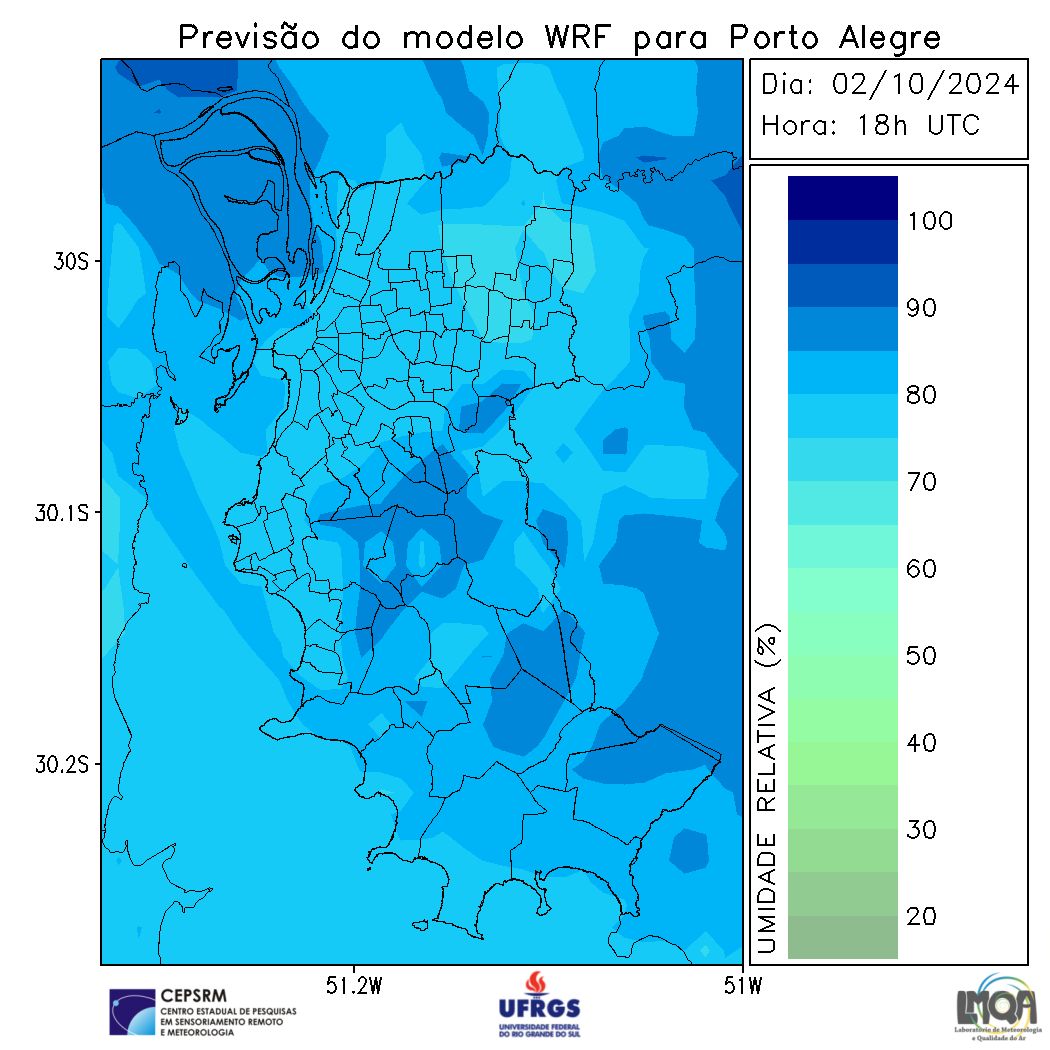 Previsão do modelo WRF para Porto Alegre
Dia: 02/10/2024
Hora: 18h UTC
30S
30.1S
30.2S
51.2W
51W
100
90
80
70
60
50
40
30
20
UMIDADE RELATIVA (%)
CEPSRM
CENTRO ESTADUAL DE PESQUISAS
EM SENSORIAMENTO REMOTO
E METEOROLOGIA
UFRGS
UNIVERSIDADE FEDERAL
DO RIO GRANDE DO SUL
LMQA
Laboratório de Meteorologia
e Qualidade do Ar